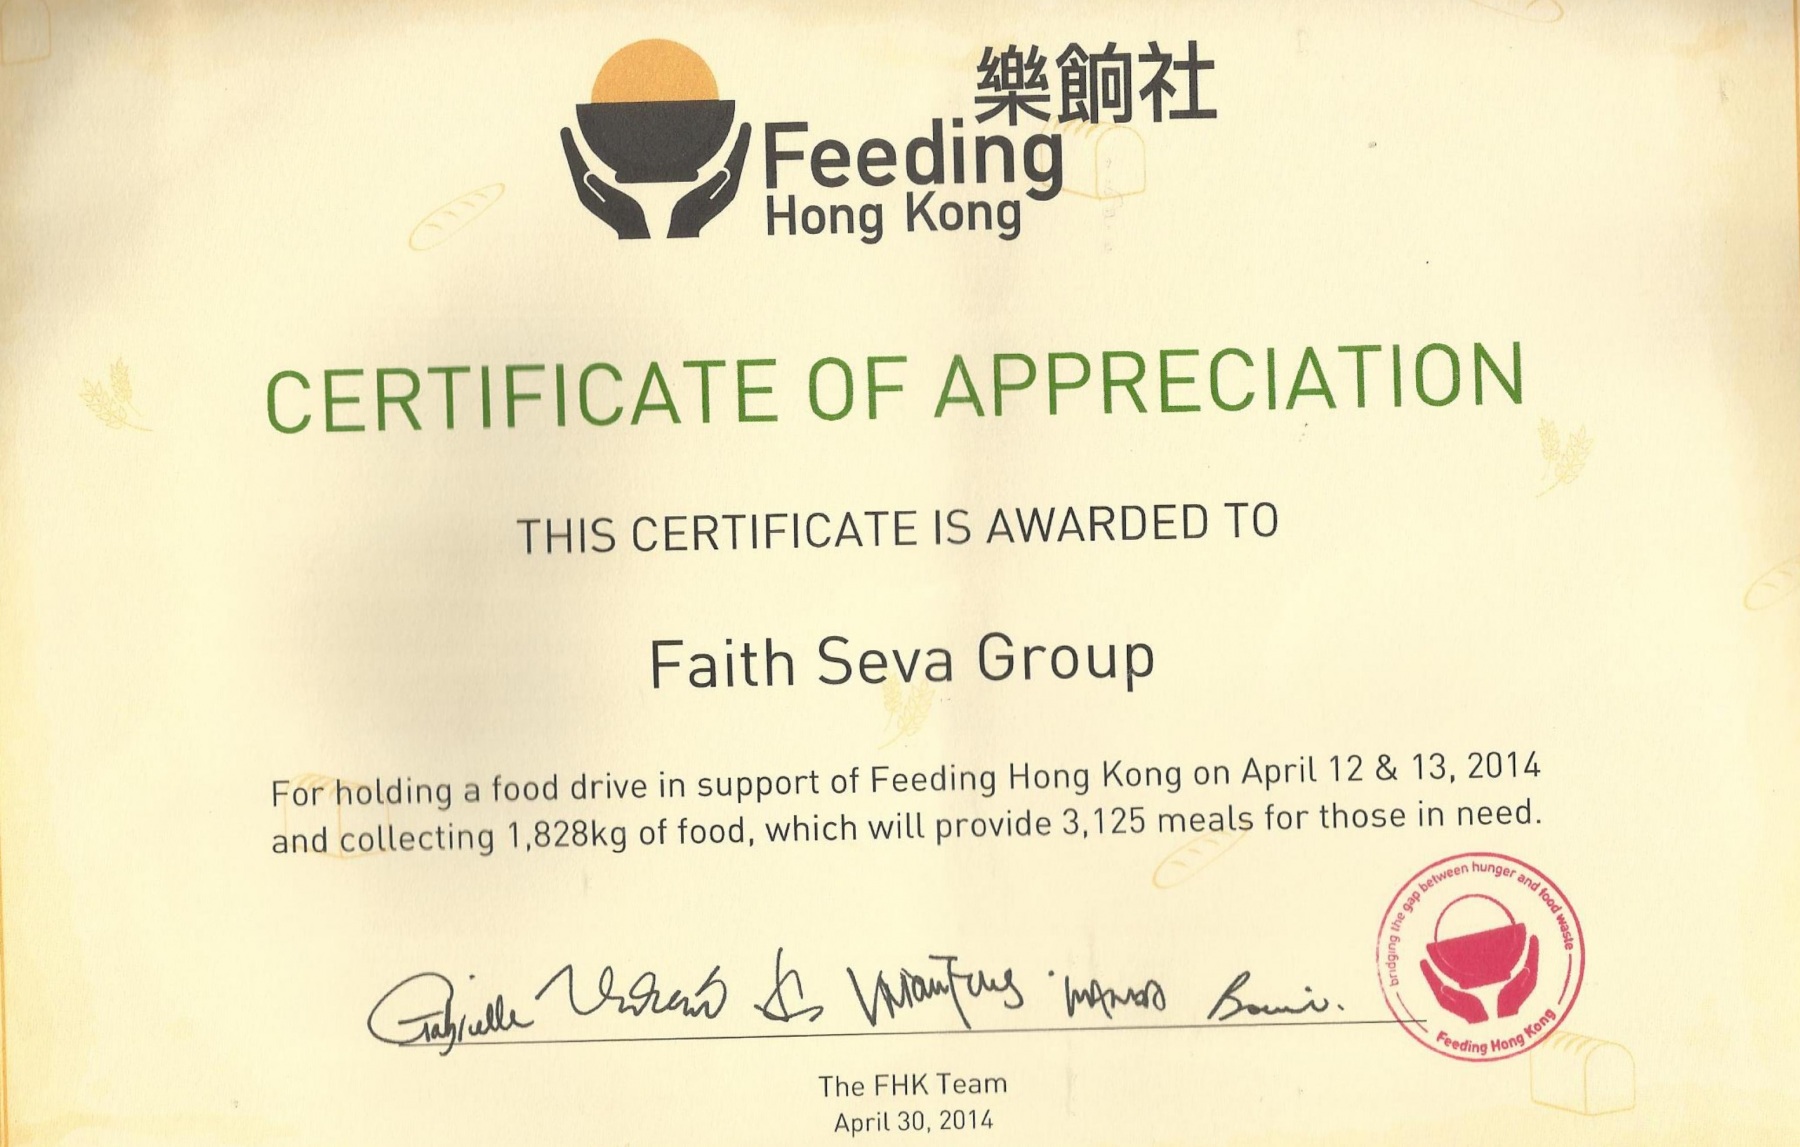 樂餉社
Feeding
Hong Kong
CERTIFICATE OF APPRECIATION
THIS CERTIFICATE IS AWARDED TO
Faith Seva Group
For holding a food drive in support of Feeding Hong Kong on April 12 & 13, 2014
and collecting 1,828kg of food, which will provide 3,125 meals for those in need.
Gabrielle
bridging the gap between hunger and food waste
Feeding Hong Kong
The FHK Team
April 30, 2014